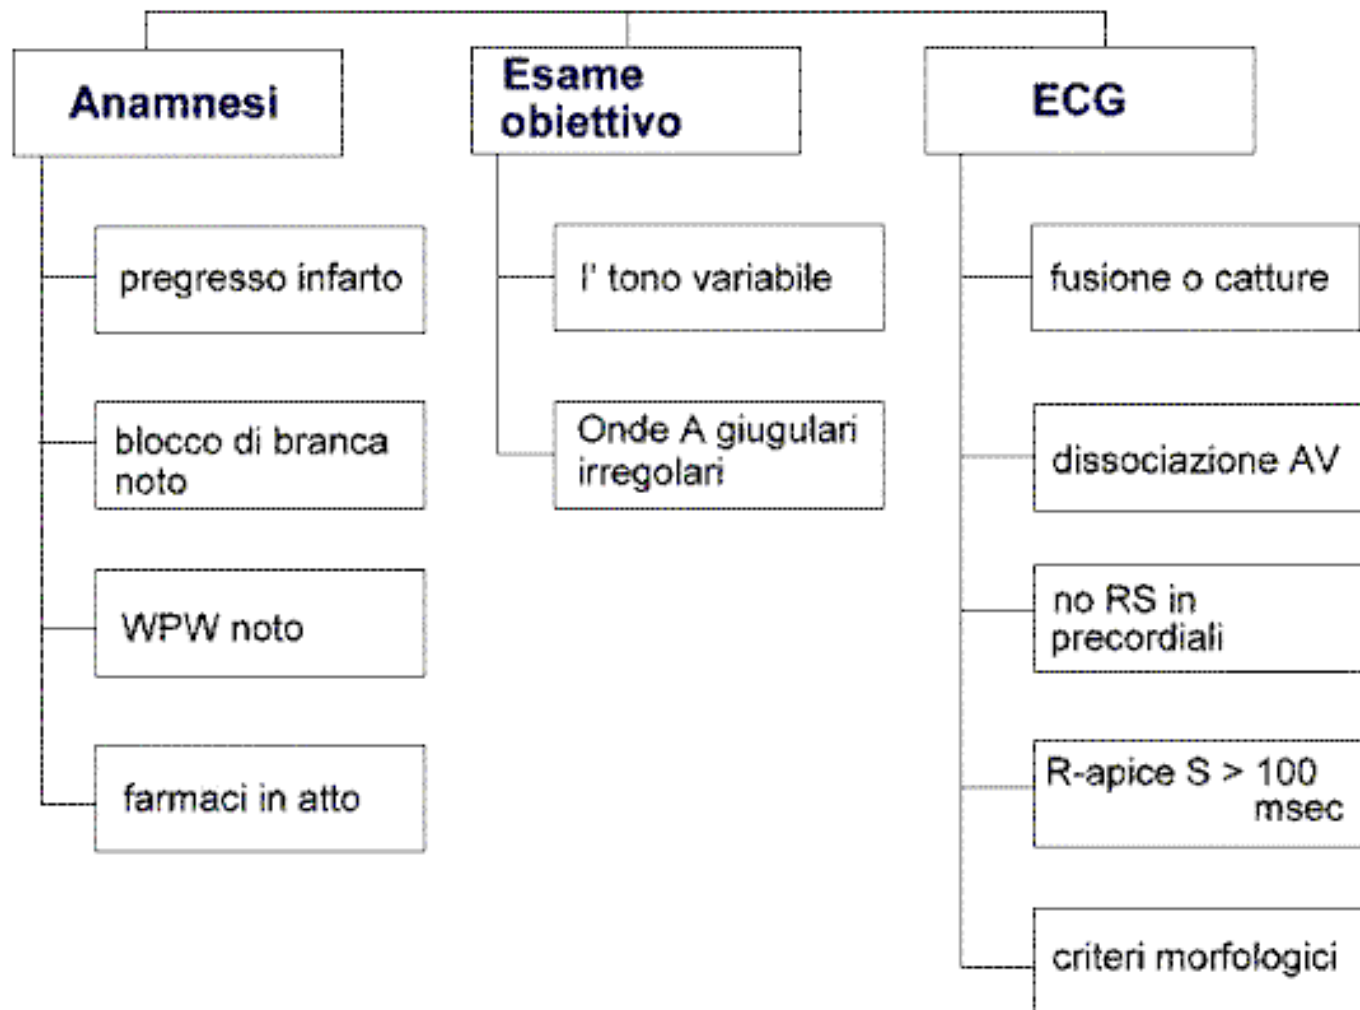 Anamnesi
pregresso infarto
blocco di branca
noto
WPW noto
farmaci in atto
Esame
obiettivo
I' tono variabile
Onde A giugulari
irregolari
ECG
fusione o catture
dissociazione AV
no RS in
precordiali
R-apice S > 100
msec
criteri morfologici